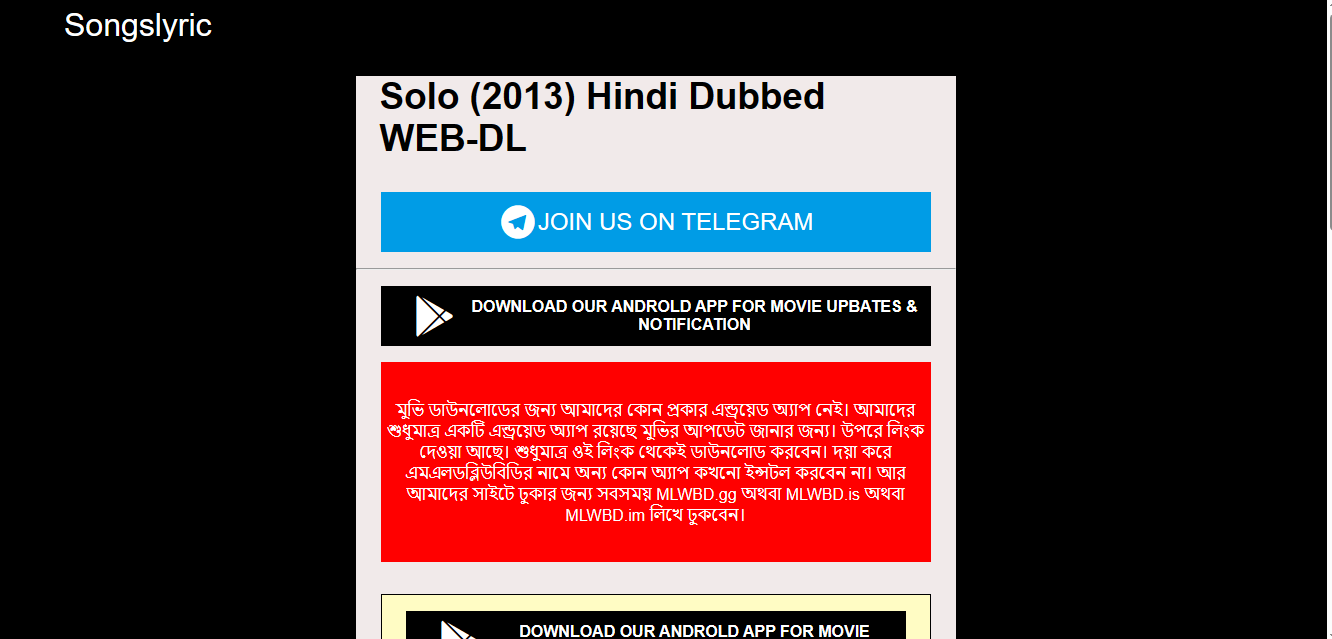 Songslyric
Solo (2013) Hindi Dubbed
WEB-DL
JOIN US ON TELEGRAM
DOWNLOAD OUR ANDROLD APP FOR MOVIE UPBATES &
NOTIFICATION
মুভি ডাউনলোডের জন্য আমাদের কোন প্রকার এন্ড্রয়েড অ্যাপ নেই। আমাদের
শুধুমাত্র একটি এন্ড্রয়েড অ্যাপ রয়েছে মুভির আপডেট জানার জন্য। উপরে লিংক
দেওয়া আছে। শুধুমাত্র ওই লিংক থেকেই ডাউনলোড করবেন। দয়া করে
এমএলডব্লিউবিডির নামে অন্য কোন অ্যাপ কখনো ইন্সটল করবেন না। আর
আমাদের সাইটে ঢুকার জন্য সবসময় MLWBD.gg অথবা MLWBD.is অথবা
MLWBD.im লিখে ঢুকবেন।
DOWNLOAD OUR ANDROLD APP FOR MOVIE